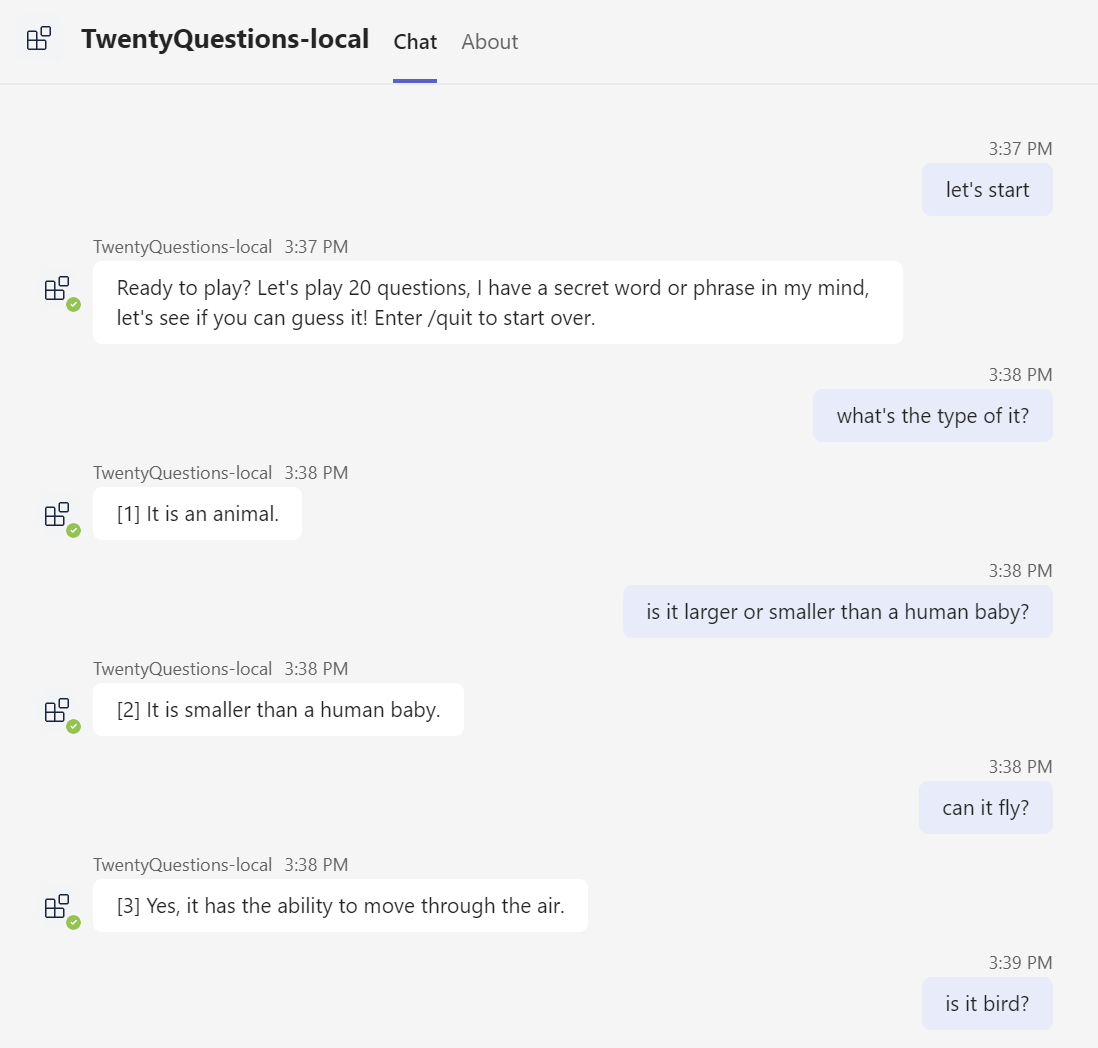 TwentyQuestions-local Chat About
3:37 PM
let's start
TwentyQuestions-local 3:37 PM
Ready to play? Let's play 20 questions, I have a secret word or phrase in my mind,
let's see if you can guess it! Enter /quit to start over.
3:38 PM
what's the type of it?
TwentyQuestions-local 3:38 PM
[1] It is an animal.
3:38 PM
is it larger or smaller than a human baby?
TwentyQuestions-local 3:38 PM
[2] It is smaller than a human baby.
3:38 PM
can it fly?
TwentyQuestions-local 3:38 PM
[3] Yes, it has the ability to move through the air.
3:39 PM
is it bird?